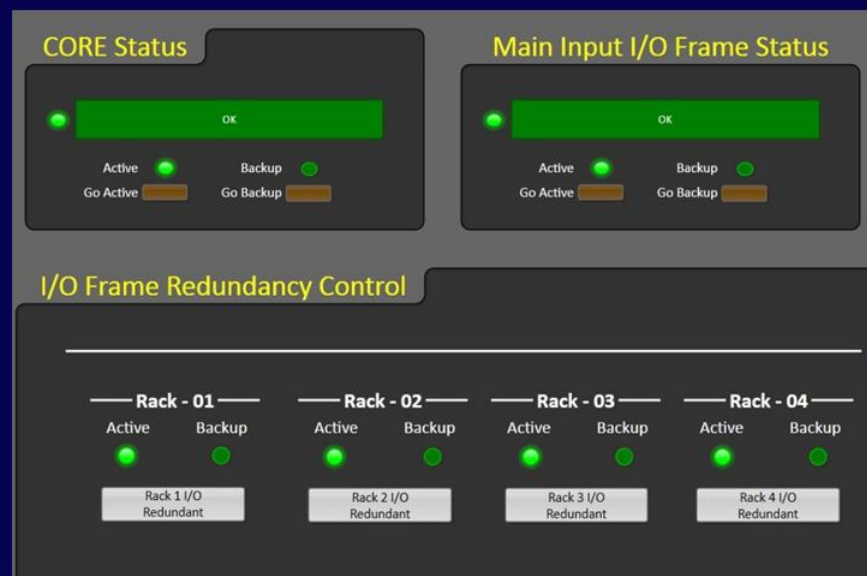 CORE Status
Main Input I/O Frame Status
OK
OK
Active Backup
Active Backup
Go Active Go Backup
Go Active Go Backup
I/O Frame Redundancy Control
Rack - 01
Rack - 02
Rack - 03
Rack - 04
Active Backup
Active Backup
Active Backup
Active Backup
Rack 1 I/O
Redundant
Rack 2 I/O
Redundant
Rack 3 I/O
Redundant
Rack 4 I/O
Redundant